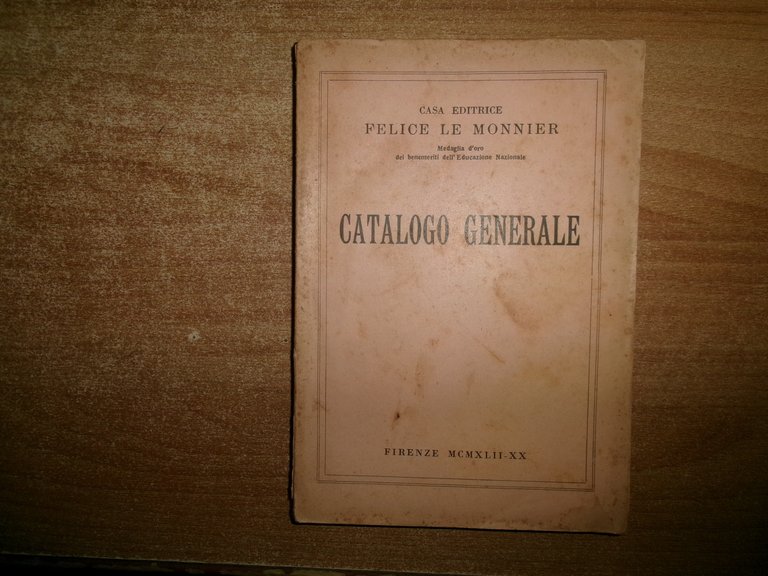 CASA EDITRICE
FELICE LE MONNIER
Medaglia d'oro
dei benemeriti dell'Educazione Nazionale
CATALOGO GENERALE
FIRENZE MCMXLII-XX